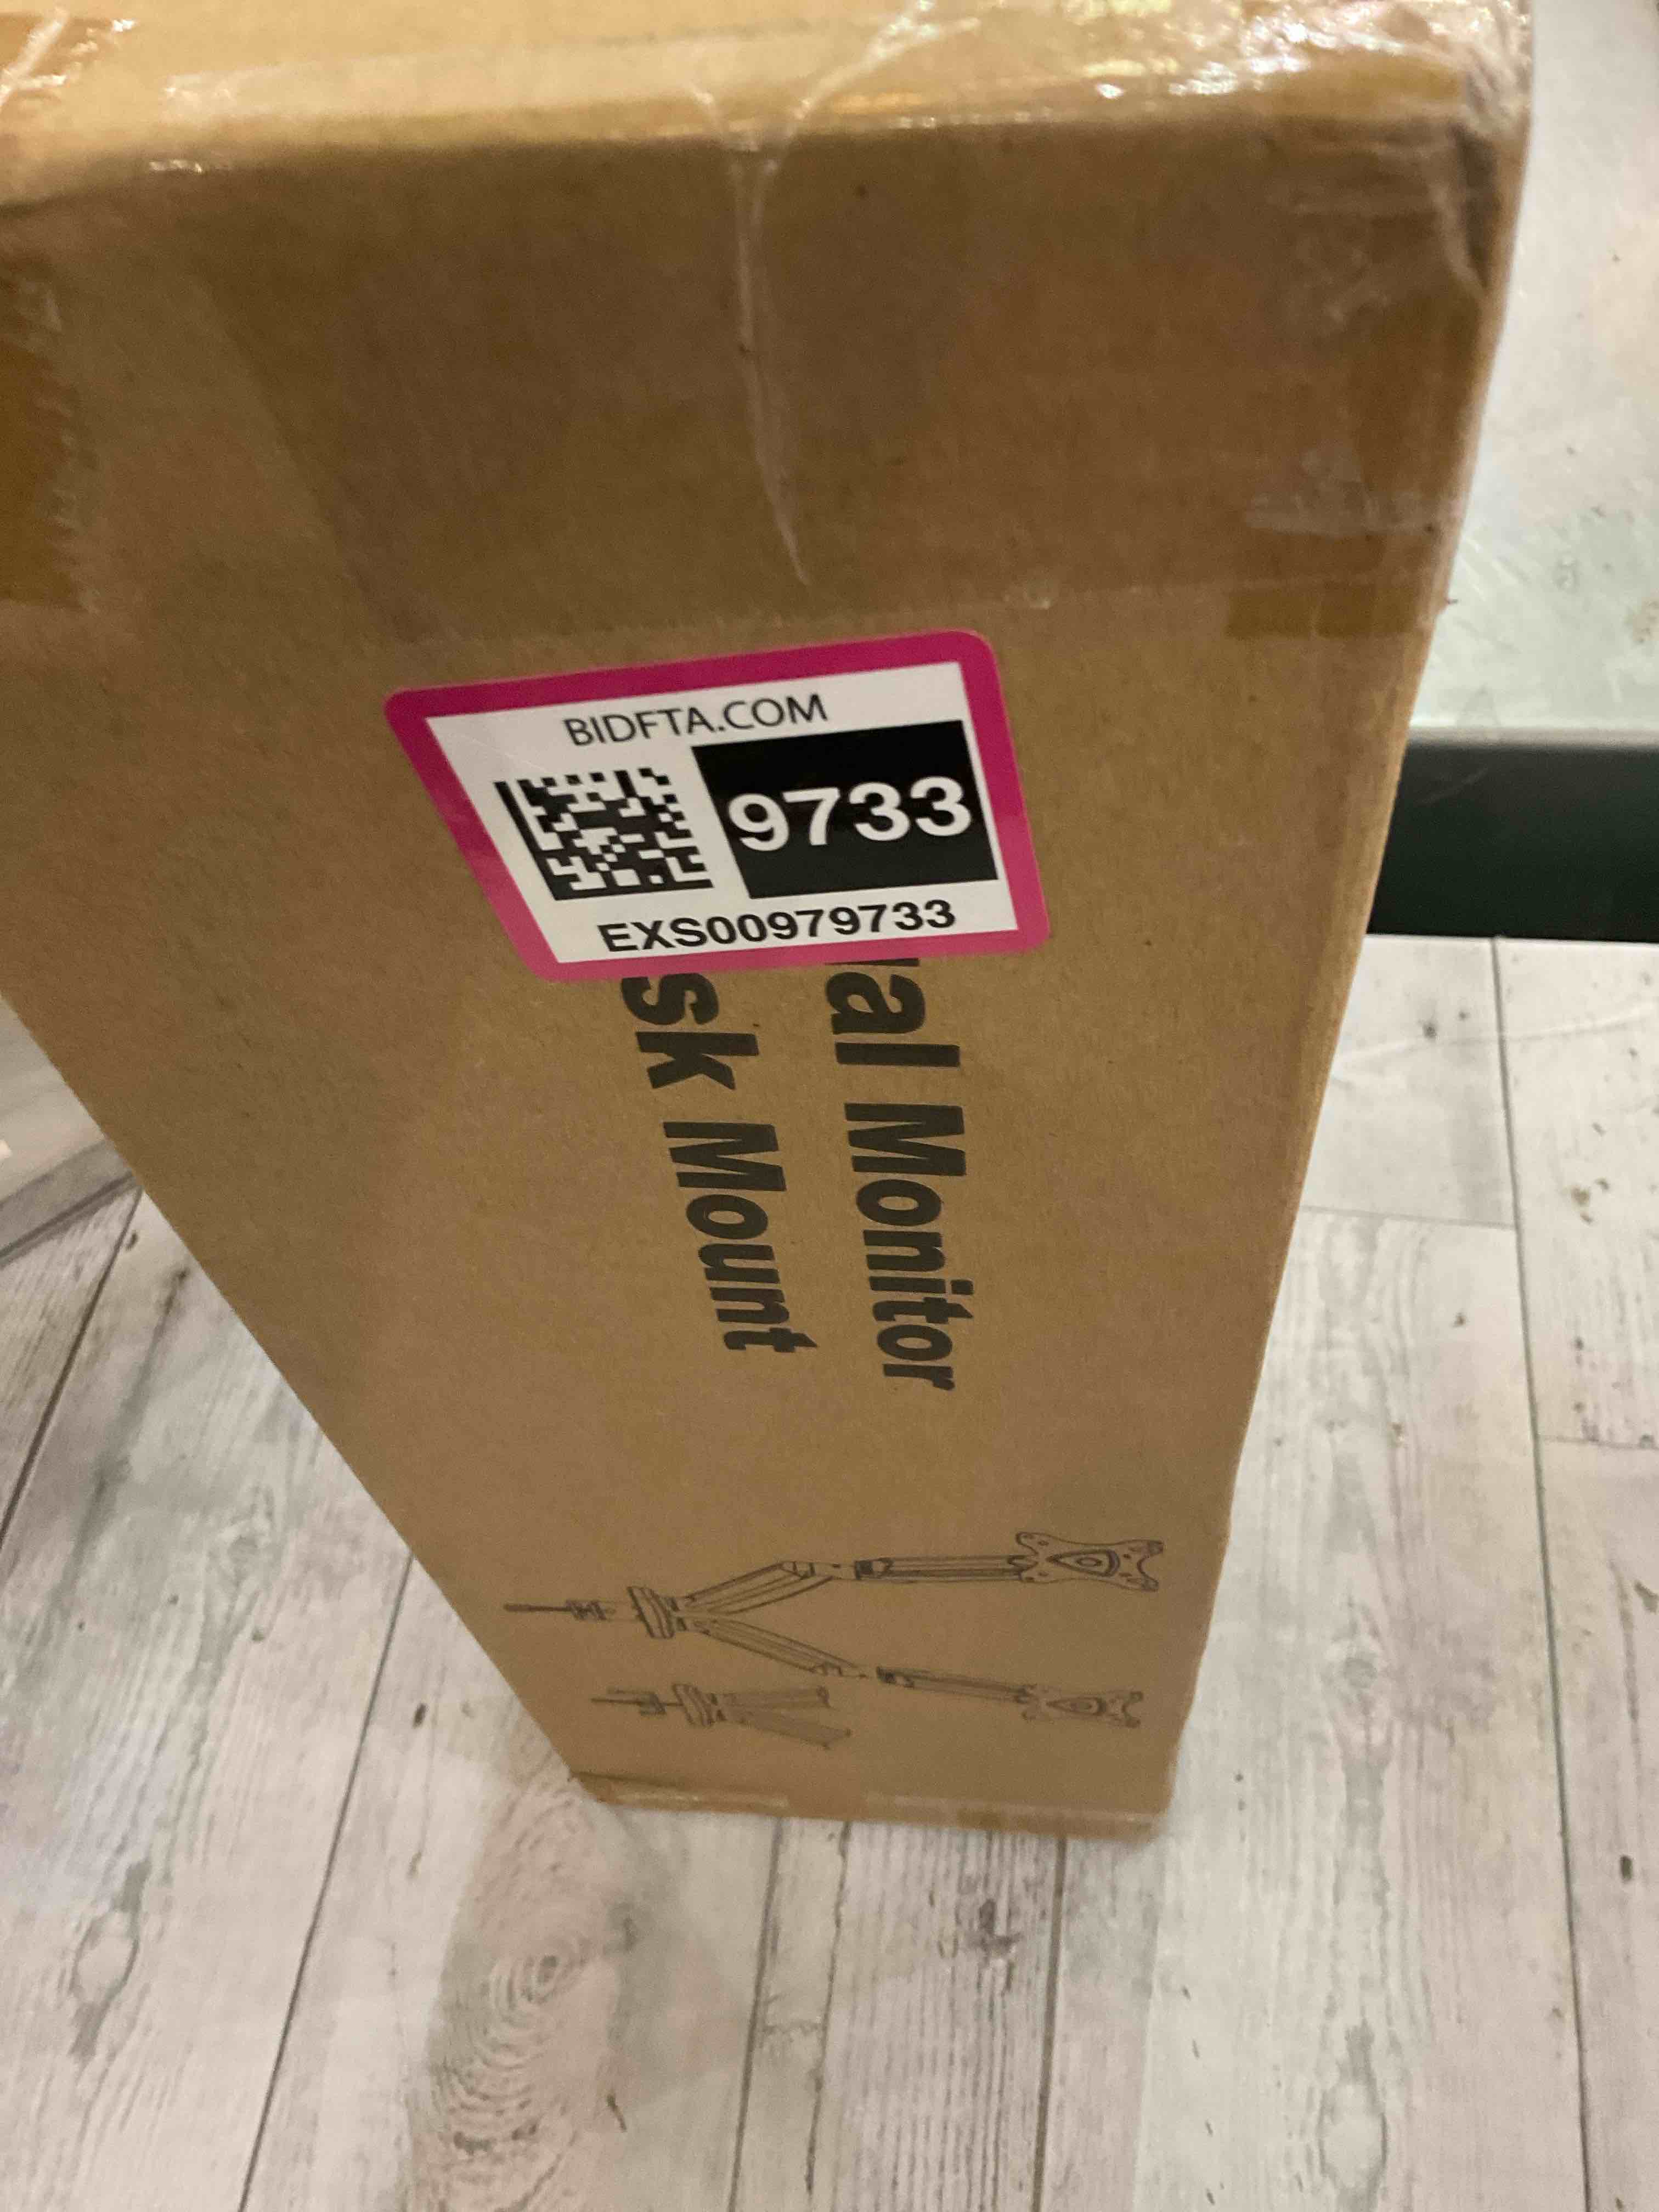 BIDFTA.COM
9733
EXS00979733
al Monitor
sk Mount